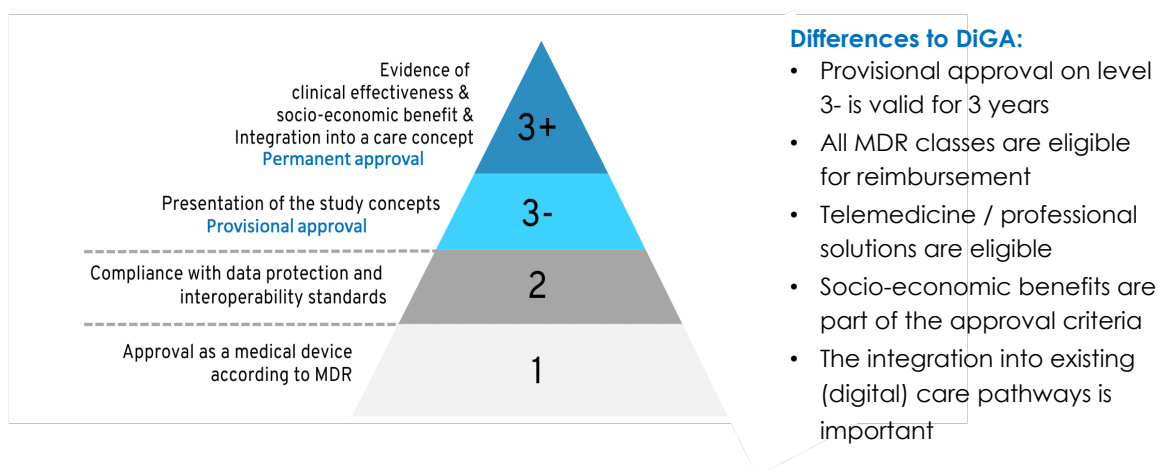 Evidence of
clinical effectiveness &
socio-economic benefit &
Integration into a care concept
Permanent approval
3+
Presentation of the study concepts
Provisional approval
3-
Compliance with data protection and
interoperability standards
2
Approval as a medical device
according to MDR
1
Differences to DiGA:
• Provisional approval on level
3- is valid for 3 years
• All MDR classes are eligible
for reimbursement
• Telemedicine / professional
solutions are eligible
• Socio-economic benefits are
part of the approval criteria
• The integration into existing
(digital) care pathways is
important